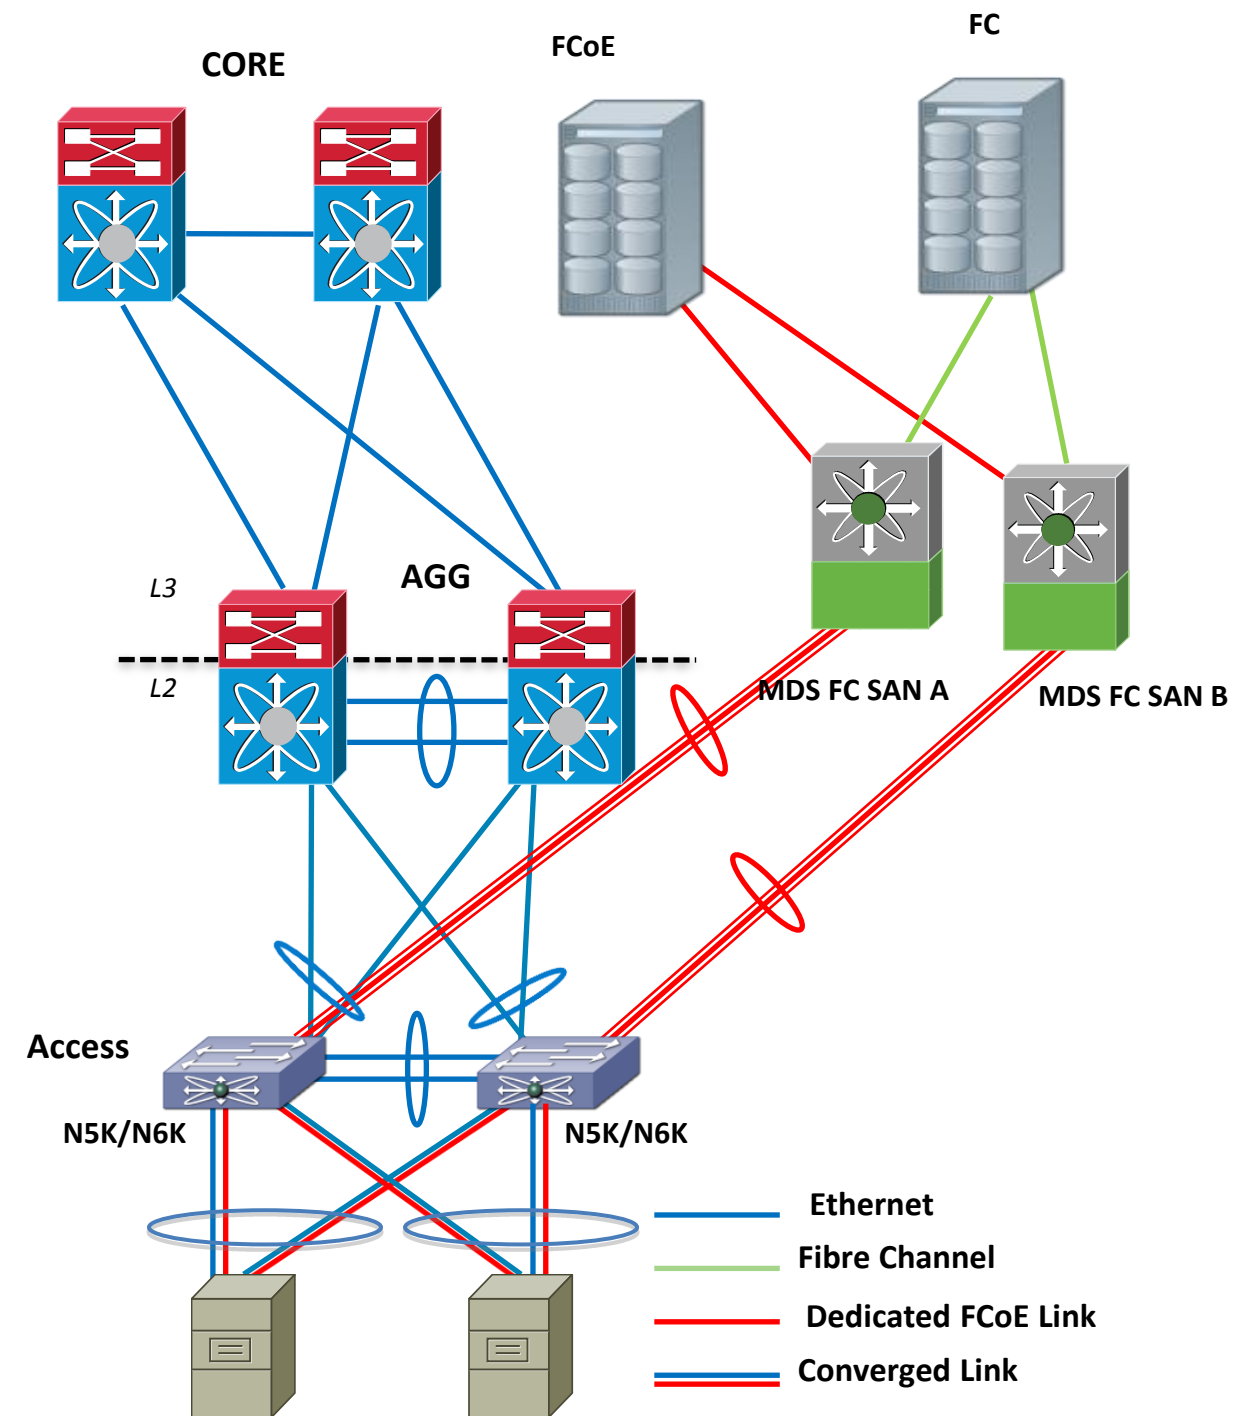 FC
FCoE
CORE
AGG
L3
L2
MDS FC SAN A
MDS FC SAN B
Access
N5K/N6K
N5K/N6K
Ethernet
Fibre Channel
Dedicated FCoE Link
Converged Link